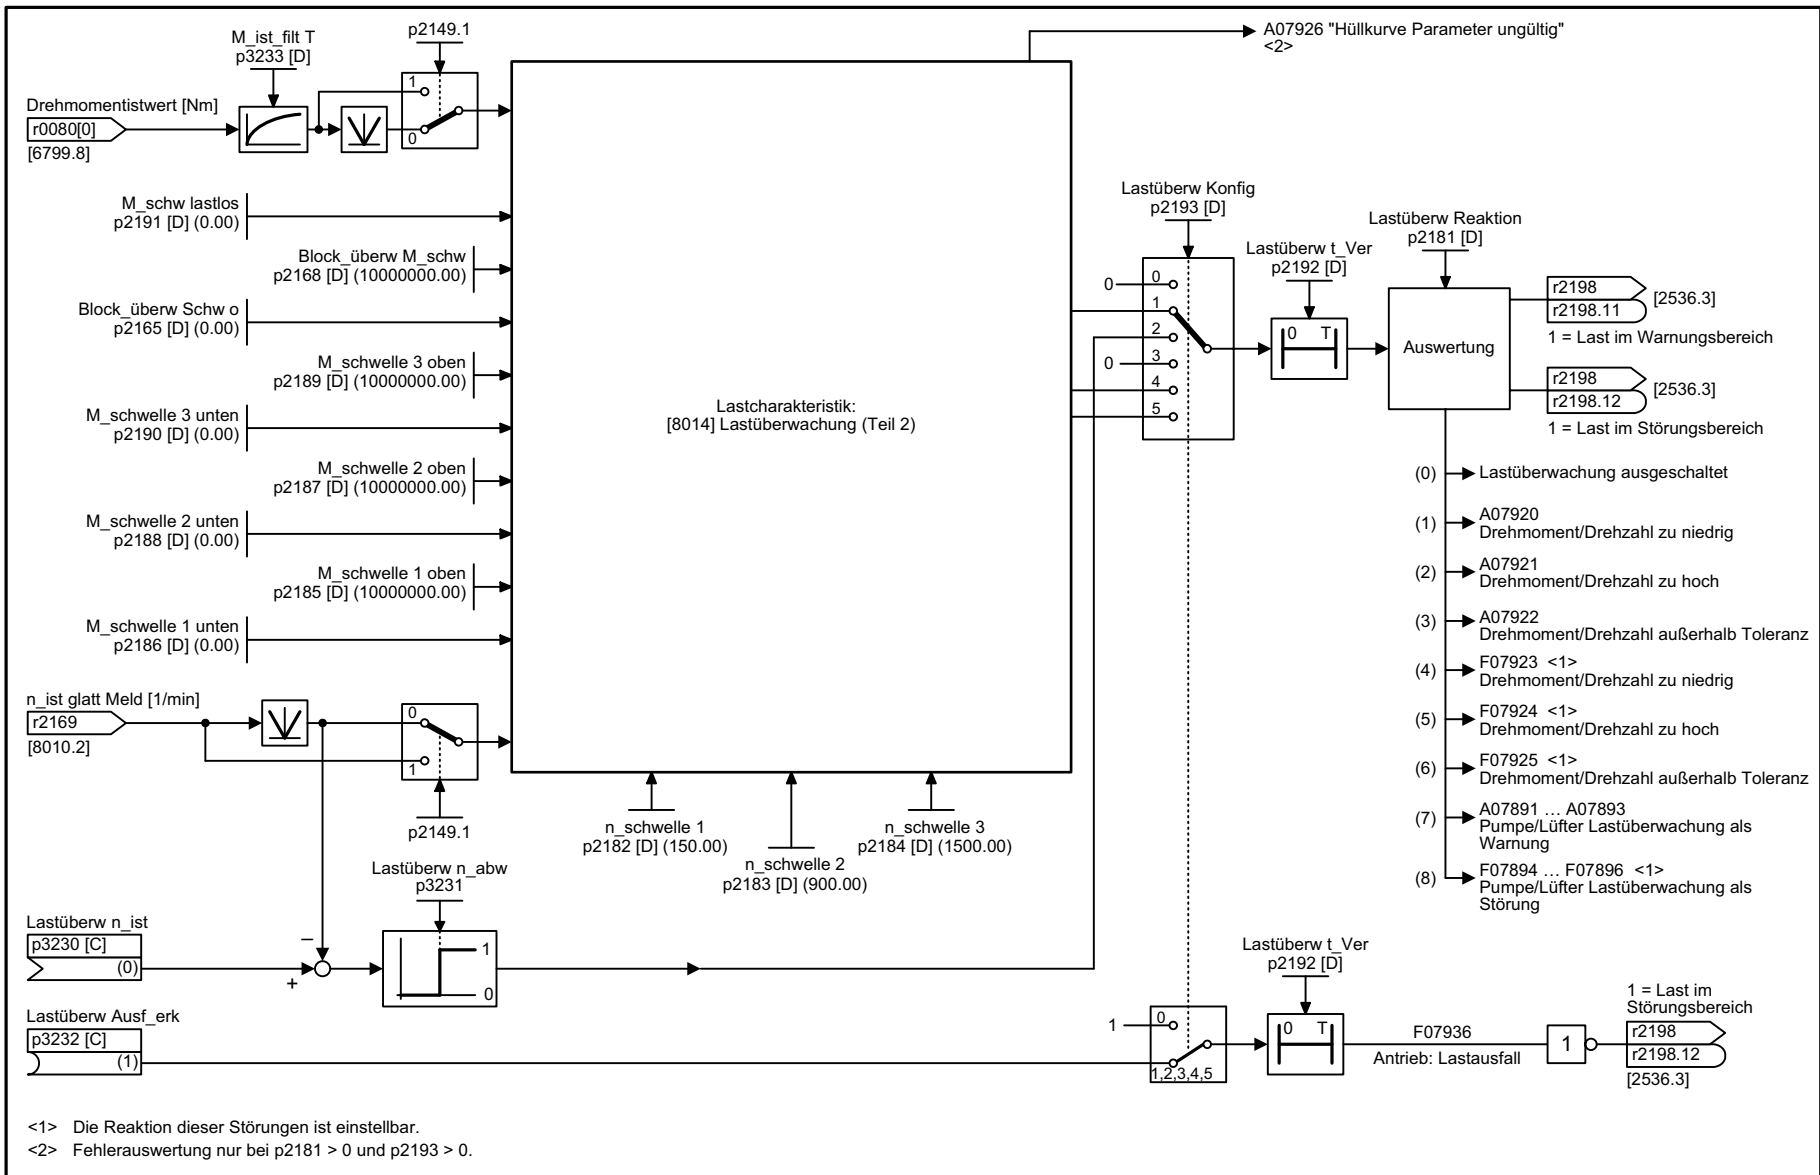 A07926 "Hüllkurve Parameter ungültig"
<2>
p2149.1
M_ist_filt T
p3233 [D]
1
0
Drehmomentistwert [Nm]
r0080[0]
[6799.8]
M_schw lastlos
p2191 [D] (0.00)
Block_überw M_schw
p2168 [D] (10000000.00)
Block_überw Schw o
p2165 [D] (0.00)
M_schwelle 3 oben
p2189 [D] (10000000.00)
M_schwelle 3 unten
p2190 [D] (0.00)
M_schwelle 2 oben
p2187 [D] (10000000.00)
M_schwelle 2 unten
p2188 [D] (0.00)
M_schwelle 1 oben
p2185 [D] (10000000.00)
M_schwelle 1 unten
p2186 [D] (0.00)
n_ist glatt Meld [1/min]
r2169
[8010.2]
0
1
p2149.1
Lastcharakteristik:
[8014] Lastüberwachung (Teil 2)
n_schwelle 1
p2182 [D] (150.00)
n_schwelle 2
p2183 [D] (900.00)
n_schwelle 3
p2184 [D] (1500.00)
Lastüberw Konfig
p2193 [D]
0
0
1
2
0
3
4
5
Lastüberw t_Ver
p2192 [D]
0 T
Lastüberw Reaktion
p2181 [D]
Auswertung
r2198
r2198.11
[2536.3]
1 = Last im Warnungsbereich
r2198
r2198.12
[2536.3]
1 = Last im Störungsbereich
(0) Lastüberwachung ausgeschaltet
(1) A07920
Drehmoment/Drehzahl zu niedrig
(2) A07921
Drehmoment/Drehzahl zu hoch
(3) A07922
Drehmoment/Drehzahl außerhalb Toleranz
(4) F07923 <1>
Drehmoment/Drehzahl zu niedrig
(5) F07924 <1>
Drehmoment/Drehzahl zu hoch
(6) F07925 <1>
Drehmoment/Drehzahl außerhalb Toleranz
(7) A07891 … A07893
Pumpe/Lüfter Lastüberwachung als
Warnung
(8) F07894 … F07896 <1>
Pumpe/Lüfter Lastüberwachung als
Störung
Lastüberw n_abw
p3231
1
0
Lastüberw n_ist
p3230 [C]
(0)
–
+
Lastüberw Ausf_erk
p3232 [C]
(1)
1
0
1,2,3,4,5
Lastüberw t_Ver
p2192 [D]
0 T
F07936
Antrieb: Lastausfall
1
1 = Last im
Störungsbereich
r2198
r2198.12
[2536.3]
<1> Die Reaktion dieser Störungen ist einstellbar.
<2> Fehlerauswertung nur bei p2181 > 0 und p2193 > 0.